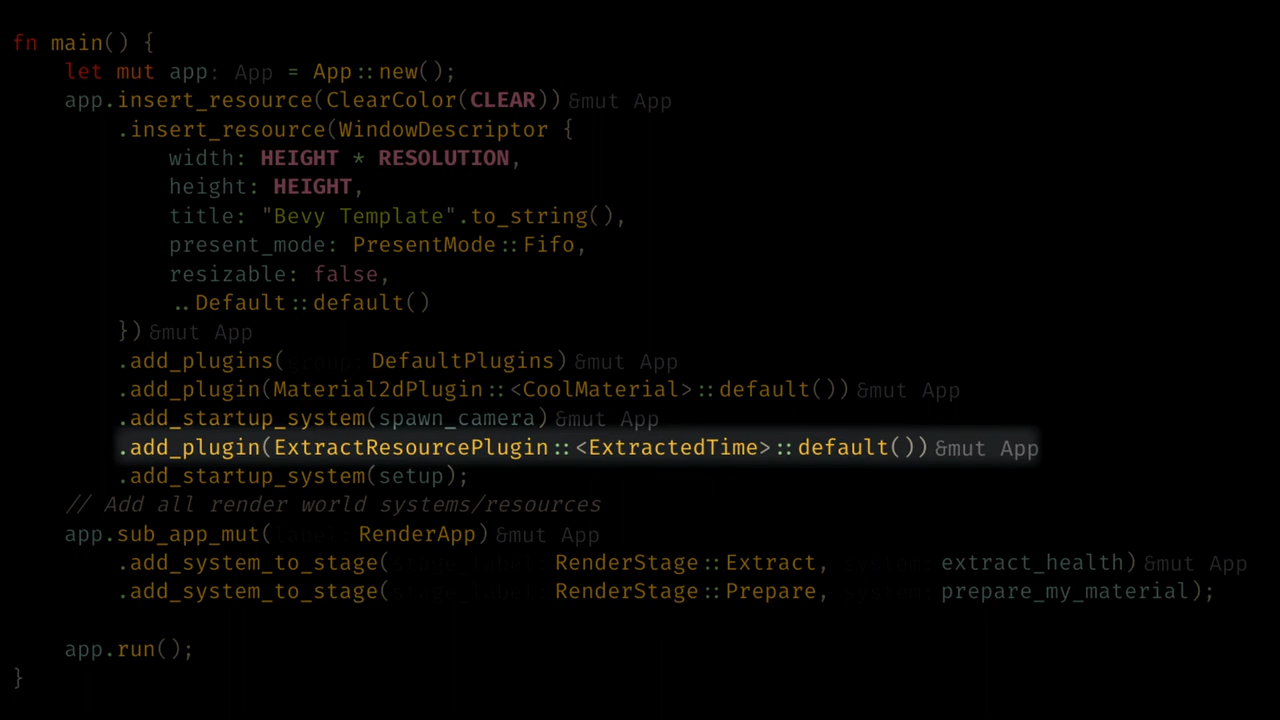 fn main() {
    let mut app: App = App::new();
    app.insert_resource(ClearColor(CLEAR)) &mut App
        .insert_resource(WindowDescriptor {
            width: HEIGHT * RESOLUTION,
            height: HEIGHT,
            title: "Bevy Template".to_string(),
            present_mode: PresentMode::Fifo,
            resizable: false,
            ..Default::default()
        }) &mut App
        .add_plugins(group: DefaultPlugins) &mut App
        .add_plugin(Material2dPlugin::<CoolMaterial>::default()) &mut App
        .add_startup_system(spawn_camera) &mut App
        .add_plugin(ExtractResourcePlugin::<ExtractedTime>::default()) &mut App
        .add_startup_system(setup);
    // Add all render world systems/resources
    app.sub_app_mut(label: RenderApp) &mut App
        .add_system_to_stage(stage_label: RenderStage::Extract, system: extract_health) &mut App
        .add_system_to_stage(stage_label: RenderStage::Prepare, system: prepare_my_material);
    app.run();
}